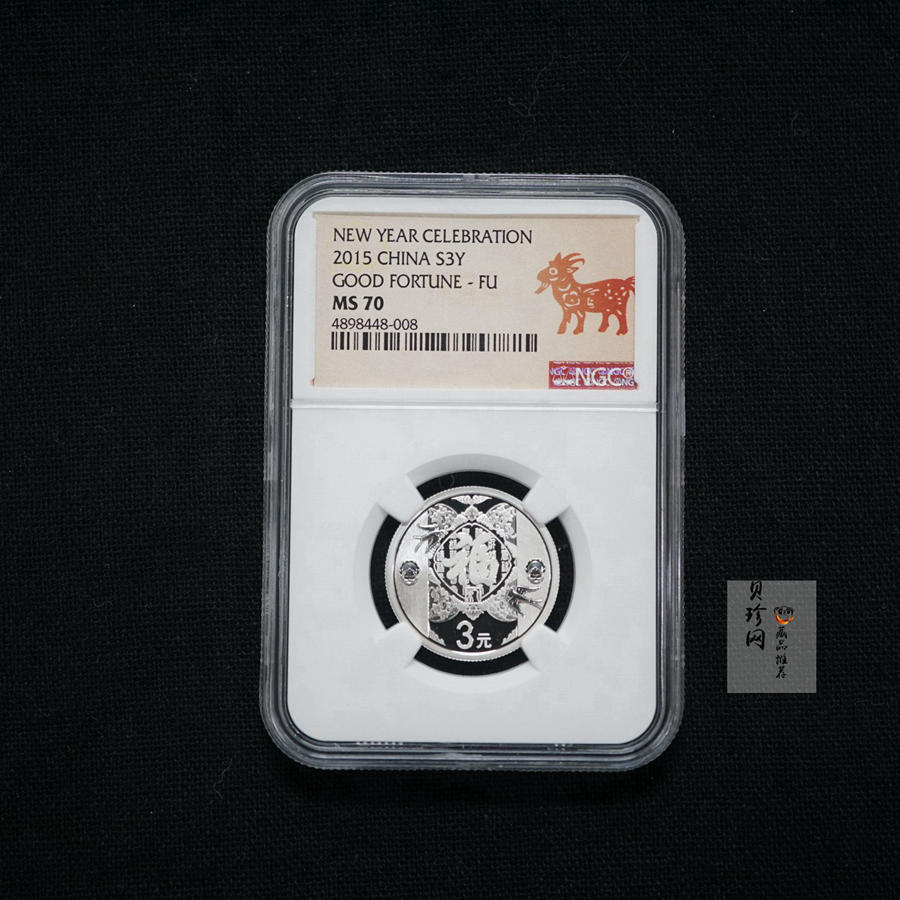 NEW YEAR CELEBRATION
2015 CHINA S3Y
GOOD FORTUNE - FU
MS 70
4898448-008
NGC
福
3元
贝珍网
藏品推荐